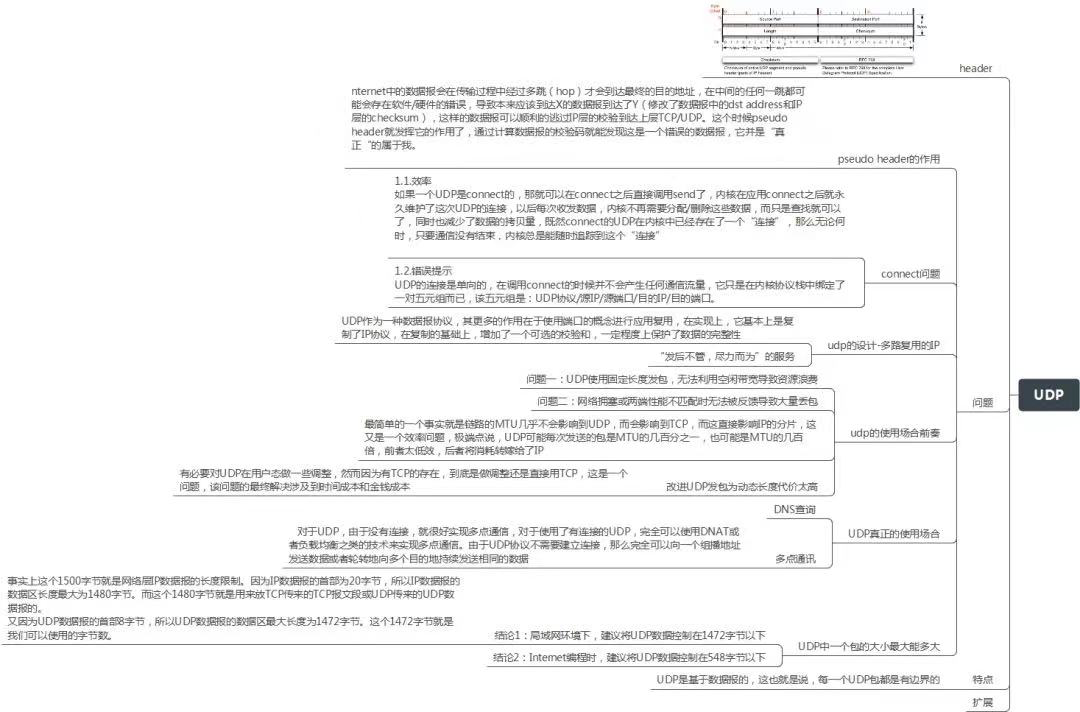 Source Port
Destination Port
Length
Checksum
Checksum
RFC 768
Checksum of entire UDP segment and pseudo
header (parts of IP header)
Please refer to RFC 768 for the complete User
Datagram Protocol (UDP) Specification.
header
nternet中的数据报会在传输过程中经过多跳（hop）才会到达最终的目的地址，在中间的任何一跳都可
能会存在软件/硬件的错误，导致本来应该到达X的数据报到达了Y（修改了数据报中的dst address和IP
层的checksum），这样的数据报可以顺利的逃过IP层的校验到达上层TCP/UDP。这个时候pseudo
header就发挥它的作用了，通过计算数据报的校验码就能发现这是一个错误的数据报，它并是“真
正“的属于我。
pseudo header的作用
1.1.效率
如果一个UDP是connect的，那就可以在connect之后直接调用send了，内核在应用connect之后就永
久维护了这次UDP的连接，以后每次收发数据，内核不再需要分配/删除这些数据，而只是查找就可以
了，同时也减少了数据的拷贝量，既然connect的UDP在内核中已经存在了一个“连接”，那么无论何
时，只要通信没有结束，内核总是能随时追踪到这个“连接”
1.2.错误提示
UDP的连接是单向的，在调用connect的时候并不会产生任何通信流量，它只是在内核协议栈中绑定了
一对五元组而已，该五元组是：UDP协议/源IP/源端口/目的IP/目的端口。
connect问题
UDP作为一种数据报协议，其更多的作用在于使用端口的概念进行应用复用，在实现上，它基本上是复
制了IP协议，在复制的基础上，增加了一个可选的校验和，一定程度上保护了数据的完整性
“发后不管，尽力而为”的服务
udp的设计-多路复用的IP
问题一：UDP使用固定长度发包，无法利用空闲带宽导致资源浪费
问题二：网络拥塞或两端性能不匹配时无法被反馈导致大量丢包
最简单的一个事实就是链路的MTU几乎不会影响到UDP，而会影响到TCP，而这直接影响IP的分片，这
又是一个效率问题，极端点说，UDP可能每次发送的包是MTU的几百分之一，也可能是MTU的几百
倍，前者太低效，后者将消耗转嫁给了IP
有必要对UDP在用户态做一些调整，然而因为有TCP的存在，到底是做调整还是直接用TCP，这是一个
问题，该问题的最终解决涉及到时间成本和金钱成本
改进UDP发包为动态长度代价太高
udp的使用场合前奏
问题
UDP
DNS查询
对于UDP，由于没有连接，就很好实现多点通信，对于使用了有连接的UDP，完全可以使用DNAT或
者负载均衡之类的技术来实现多点通信。由于UDP协议不需要建立连接，那么完全可以向一个组播地址
发送数据或者轮转地向多个目的地持续发送相同的数据
多点通讯
UDP真正的使用场合
事实上这个1500字节就是网络层IP数据报的长度限制。因为IP数据报的首部为20字节，所以IP数据报的
数据区长度最大为1480字节。而这个1480字节就是用来放TCP传来的TCP报文段或UDP传来的UDP数
据报的。
又因为UDP数据报的首部8字节，所以UDP数据报的数据区最大长度为1472字节。这个1472字节就是
我们可以使用的字节数。
结论1：局域网环境下，建议将UDP数据控制在1472字节以下
结论2：Internet编程时，建议将UDP数据控制在548字节以下
UDP中一个包的大小最大能多大
UDP是基于数据报的，这也就是说，每一个UDP包都是有边界的
特点
扩展